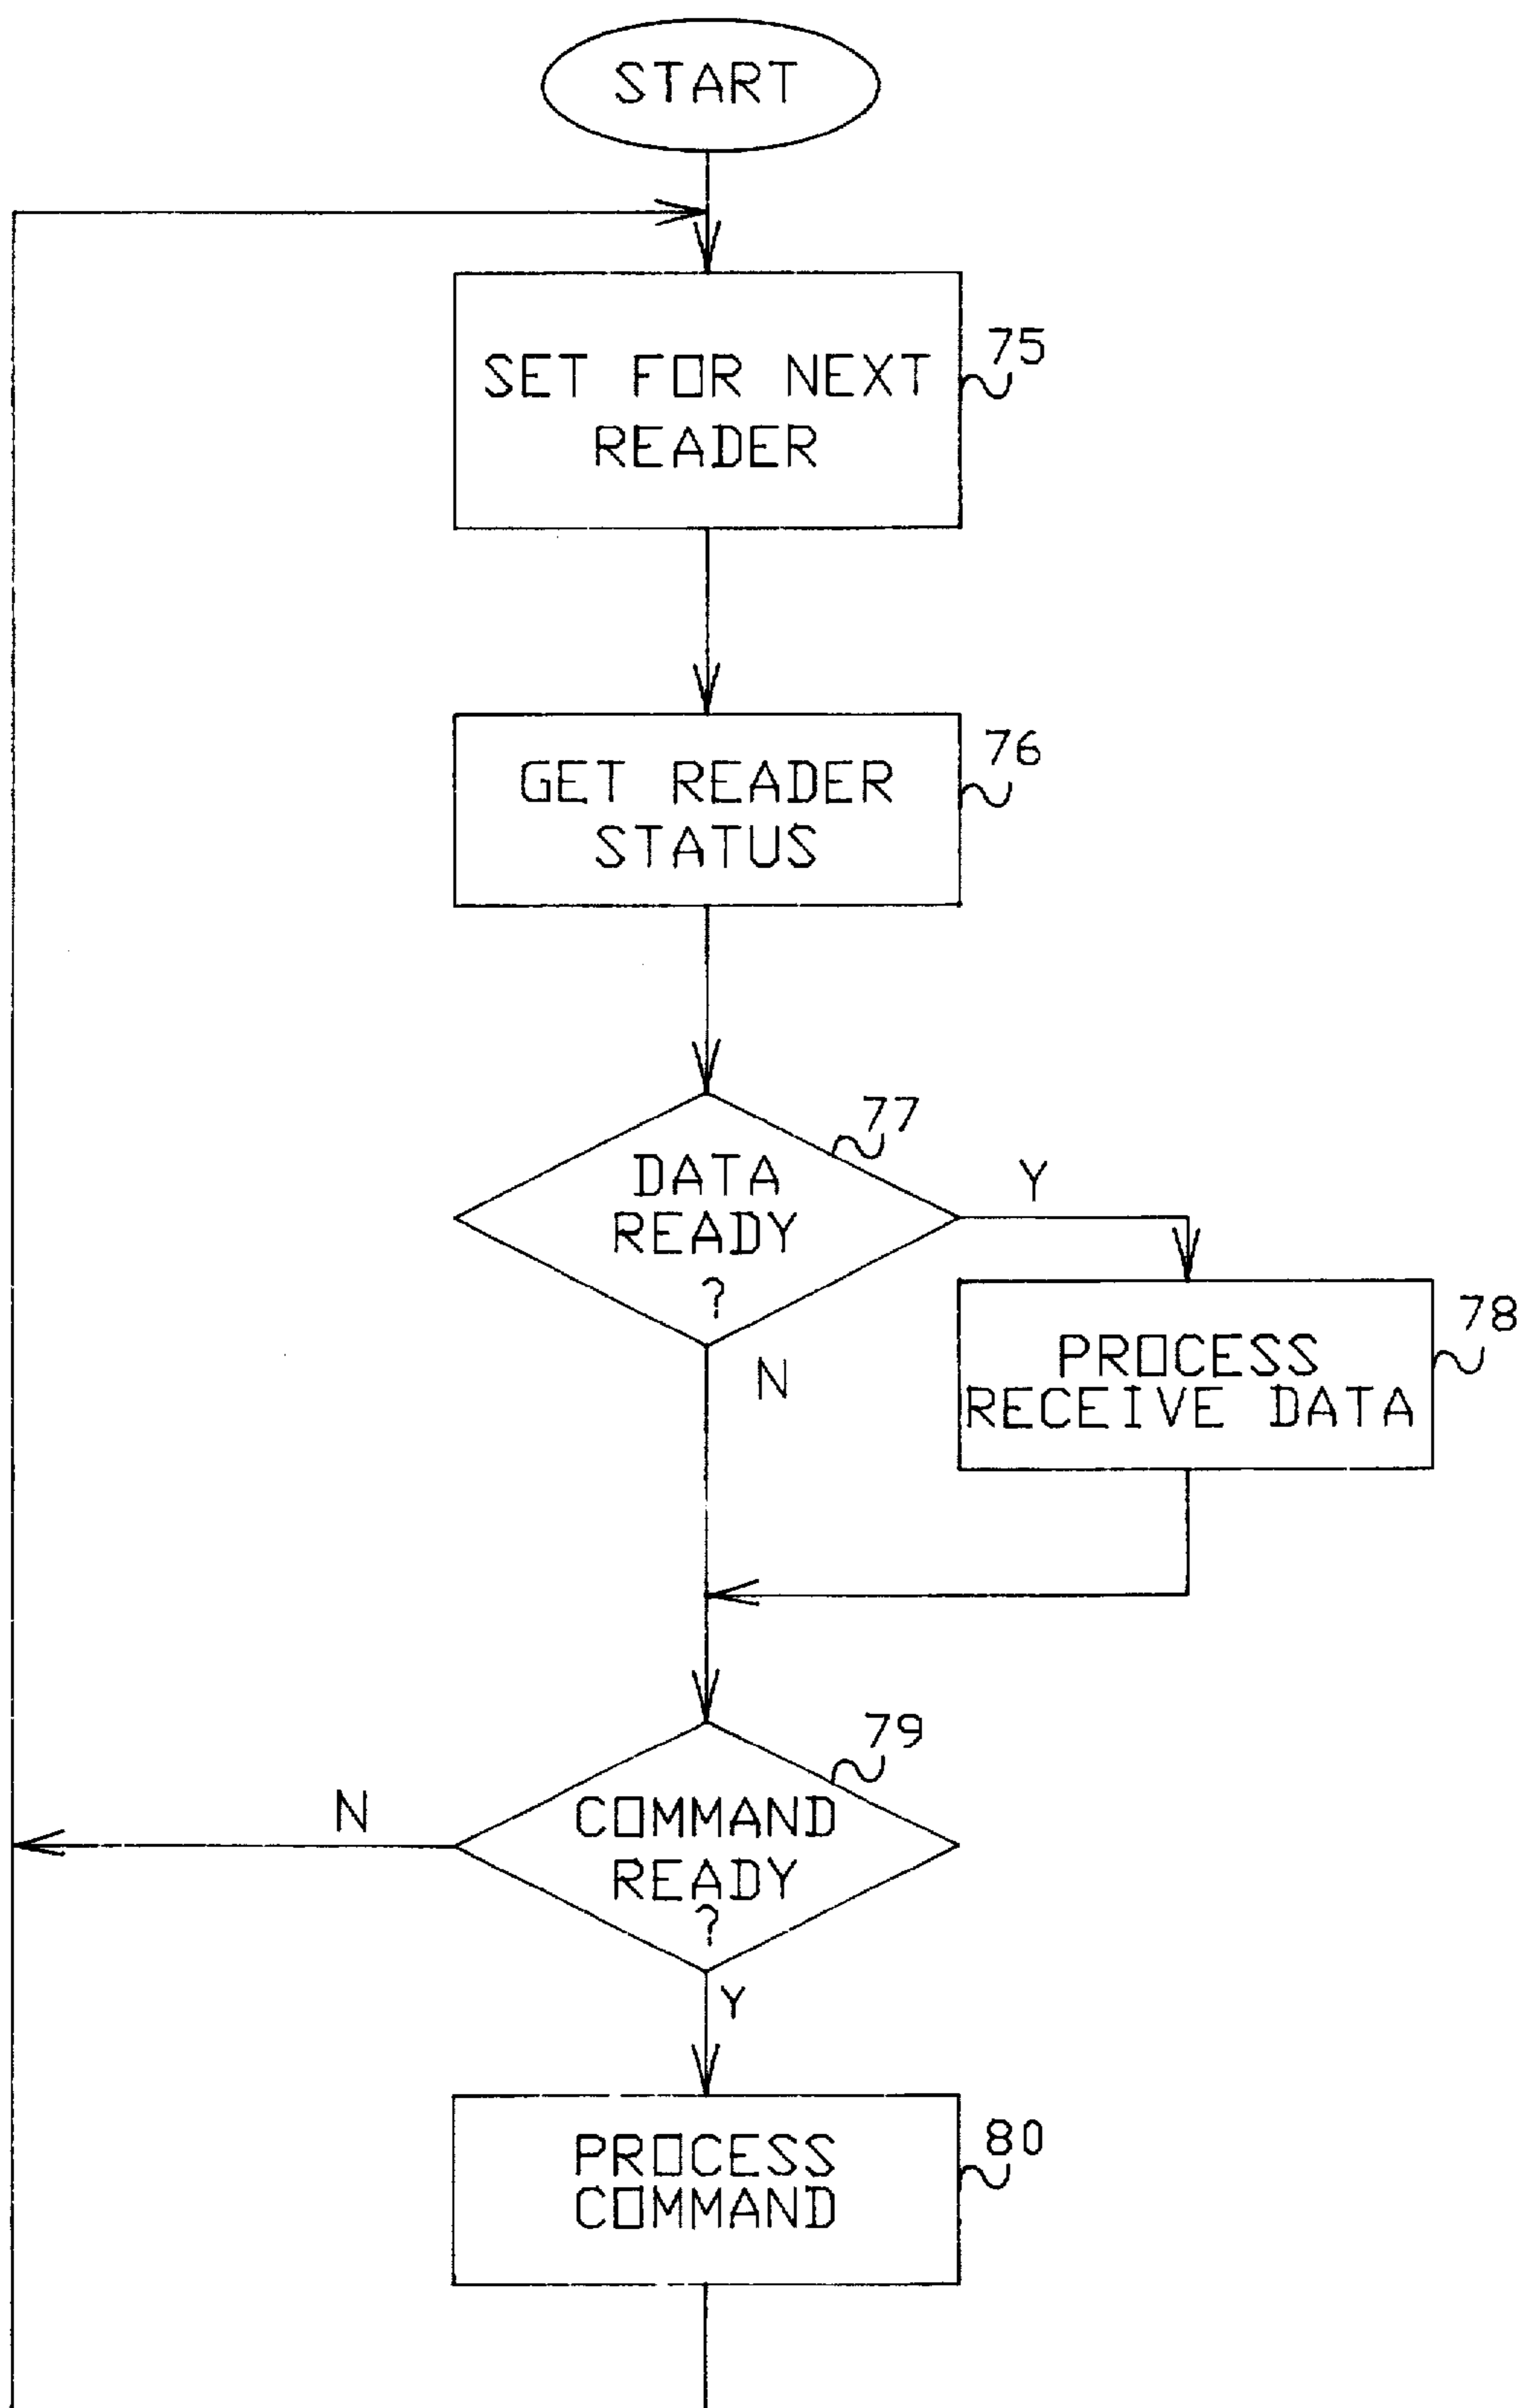 START
SET FOR NEXT
READER
75
GET READER
STATUS
76
DATA
READY
?
77
Y
N
PROCESS
RECEIVE DATA
78
COMMAND
READY
?
79
N
Y
PROCESS
COMMAND
80